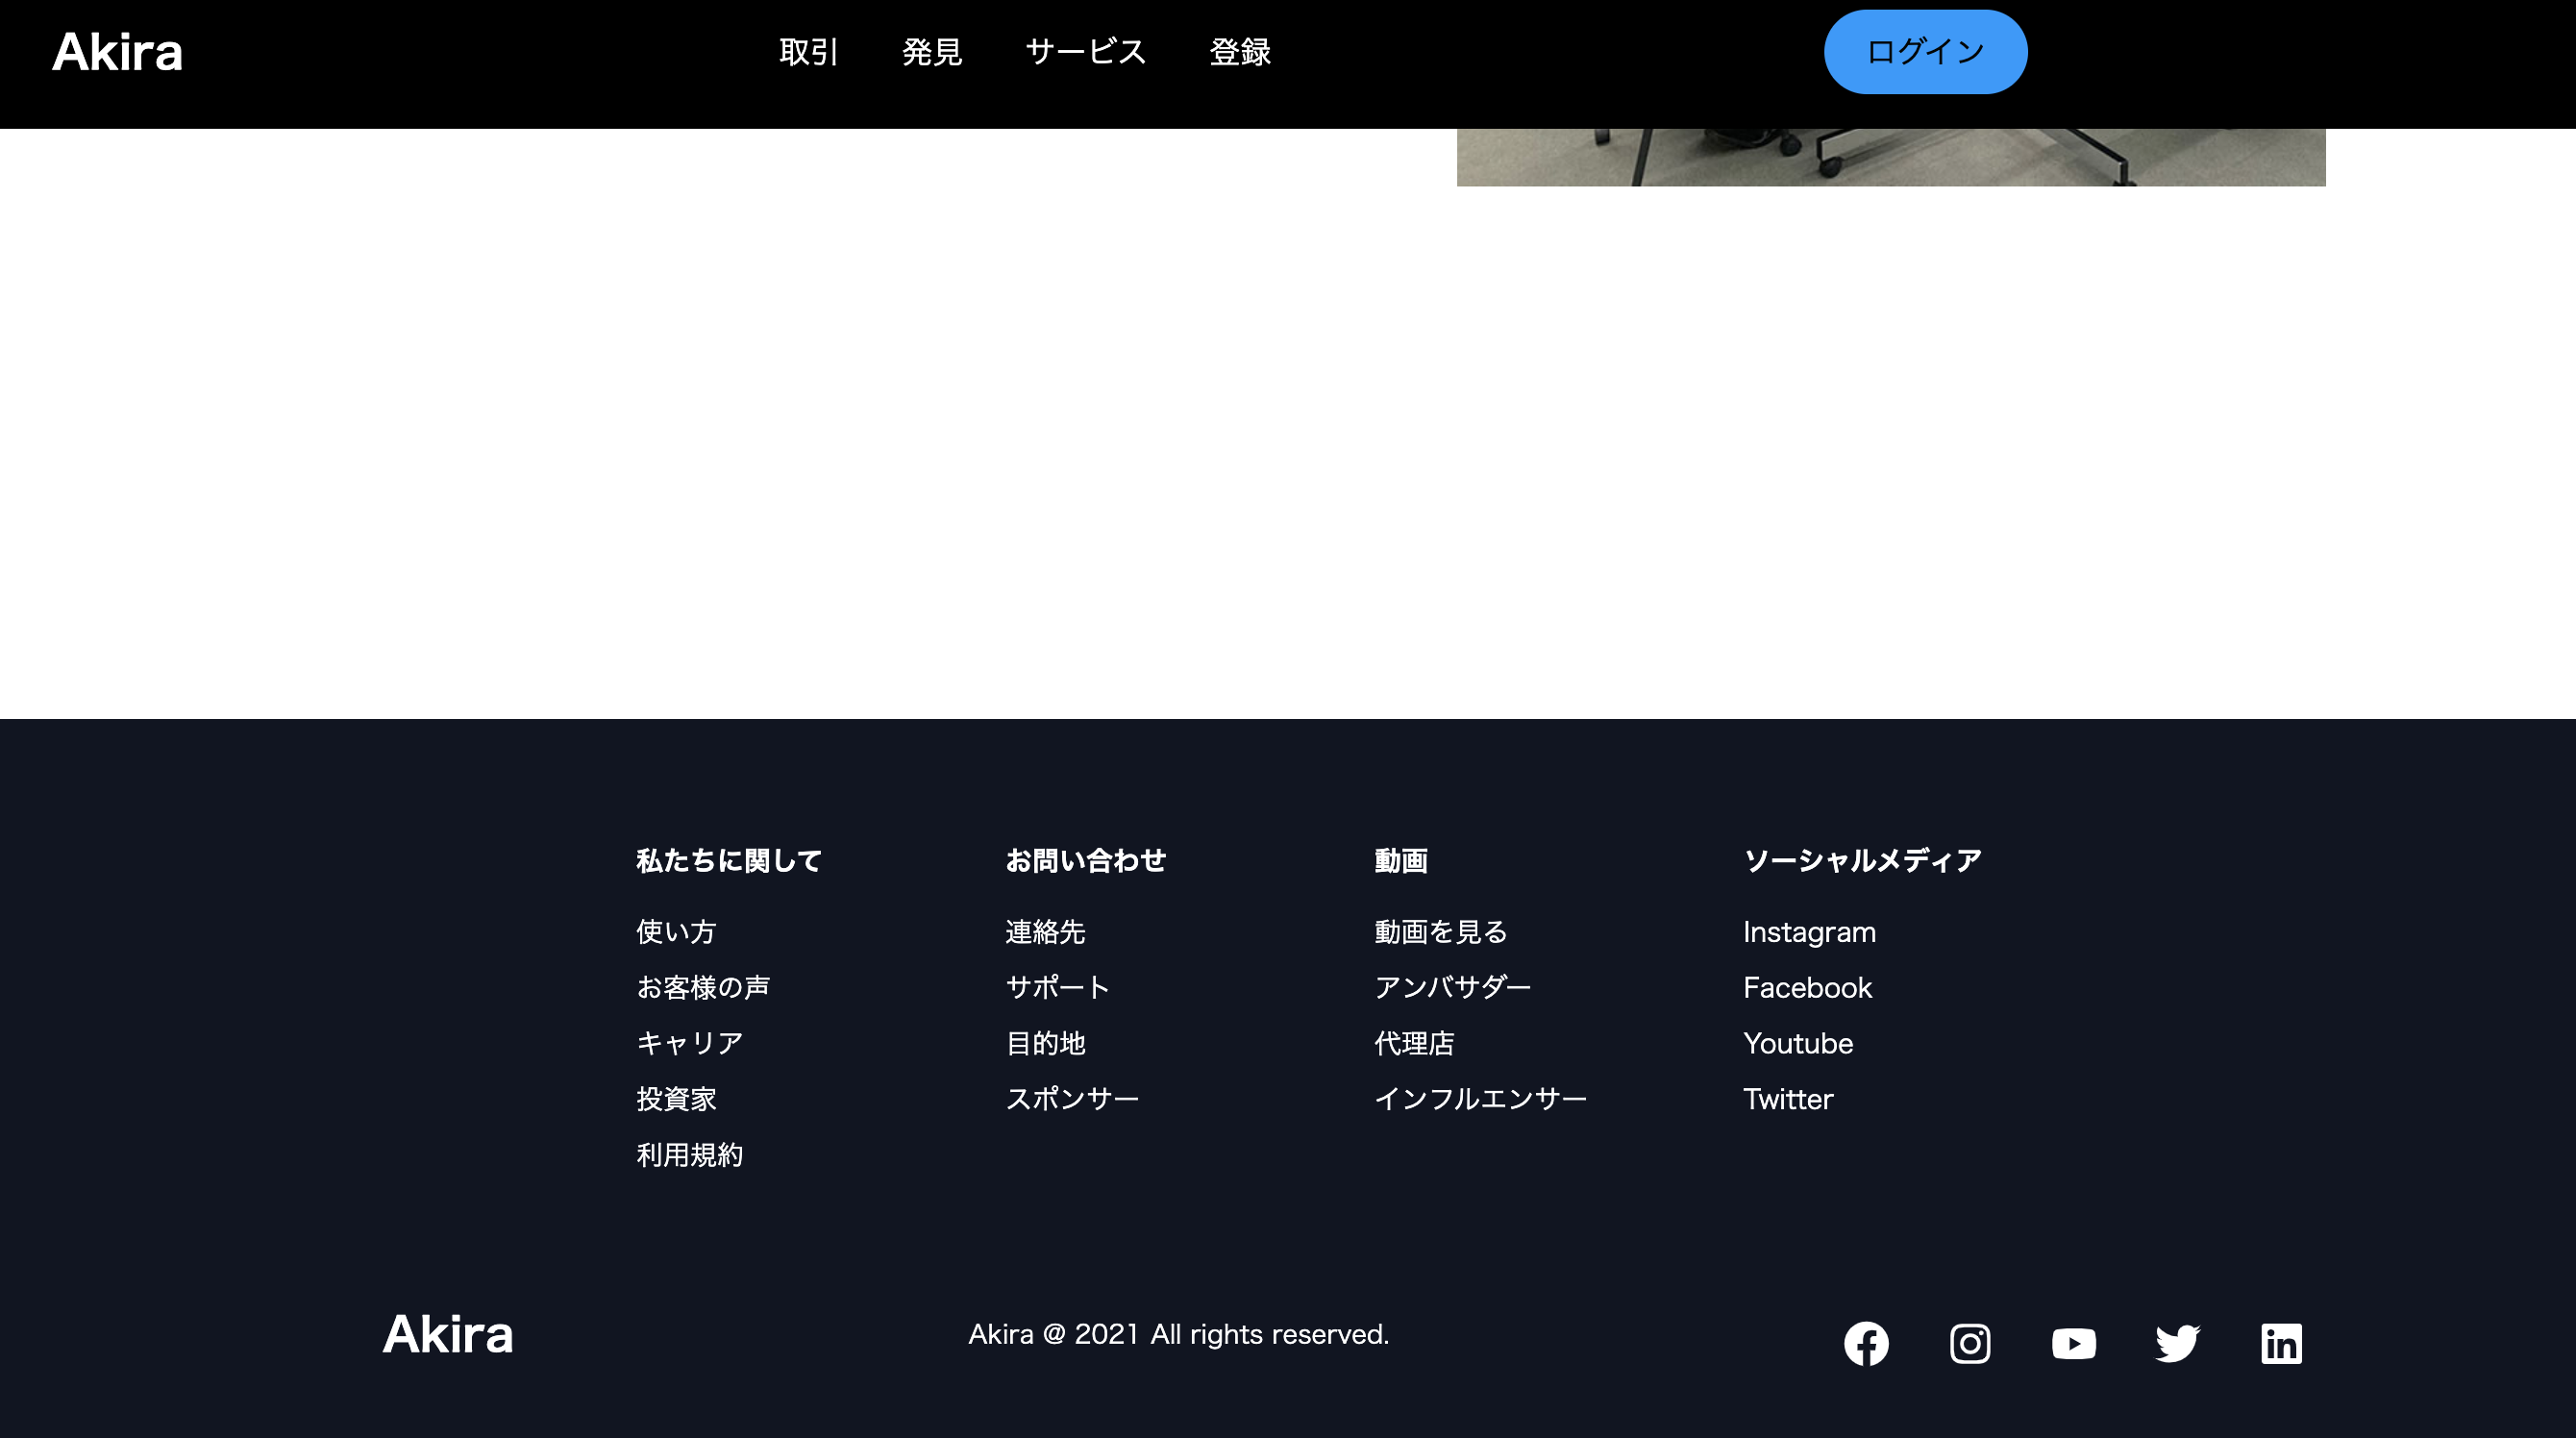 Akira
取引 発見 サービス 登録
ログイン
私たちに関して
使い方
お客様の声
キャリア
投資家
利用規約
お問い合わせ
連絡先
サポート
目的地
スポンサー
動画
動画を見る
アンバサダー
代理店
インフルエンサー
ソーシャルメディア
Instagram
Facebook
Youtube
Twitter
Akira
Akira @ 2021 All rights reserved.